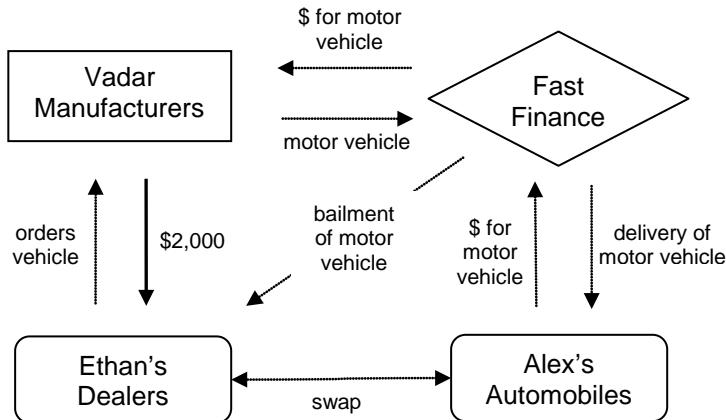 $ for motor
vehicle
Vadar
Manufacturers
Fast
Finance
motor vehicle
orders
vehicle
$2,000
bailment
of motor
vehicle
$ for
motor
vehicle
delivery of
motor vehicle
Ethan's
Dealers
swap
Alex's
Automobiles